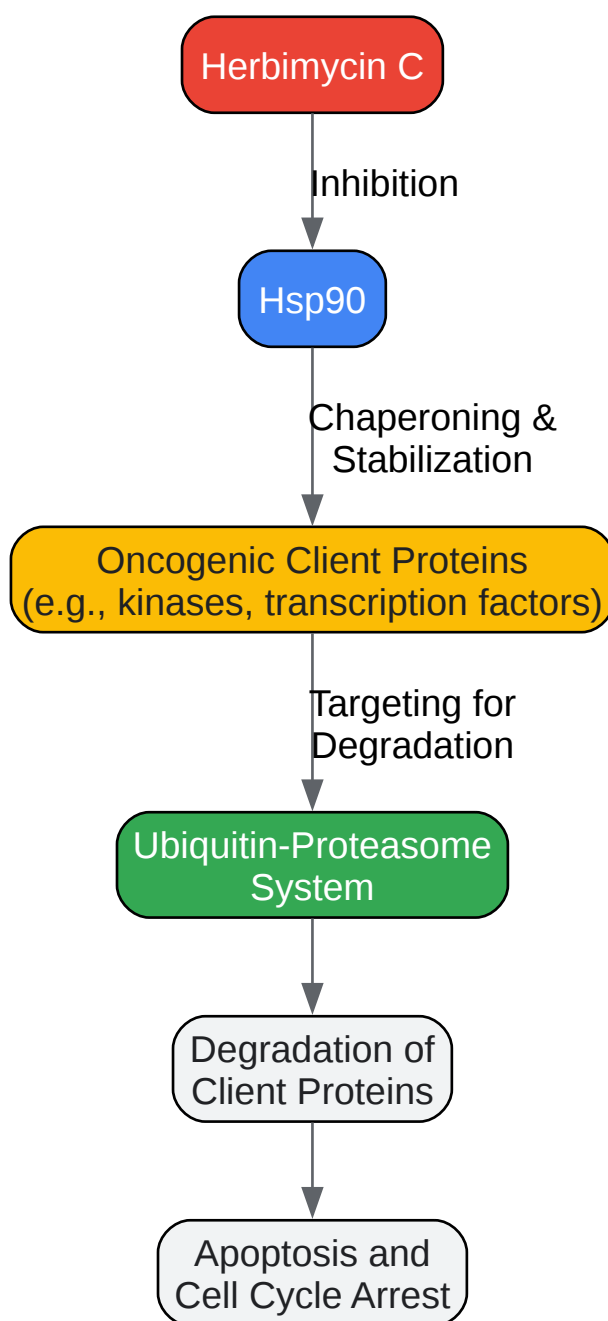 Herbimycin C
Inhibition
Hsp90
Chaperoning &
Stabilization
Oncogenic Client Proteins
(e.g., kinases, transcription factors)
Targeting for
Degradation
Ubiquitin-Proteasome
System
Degradation of
Client Proteins
Apoptosis and
Cell Cycle Arrest